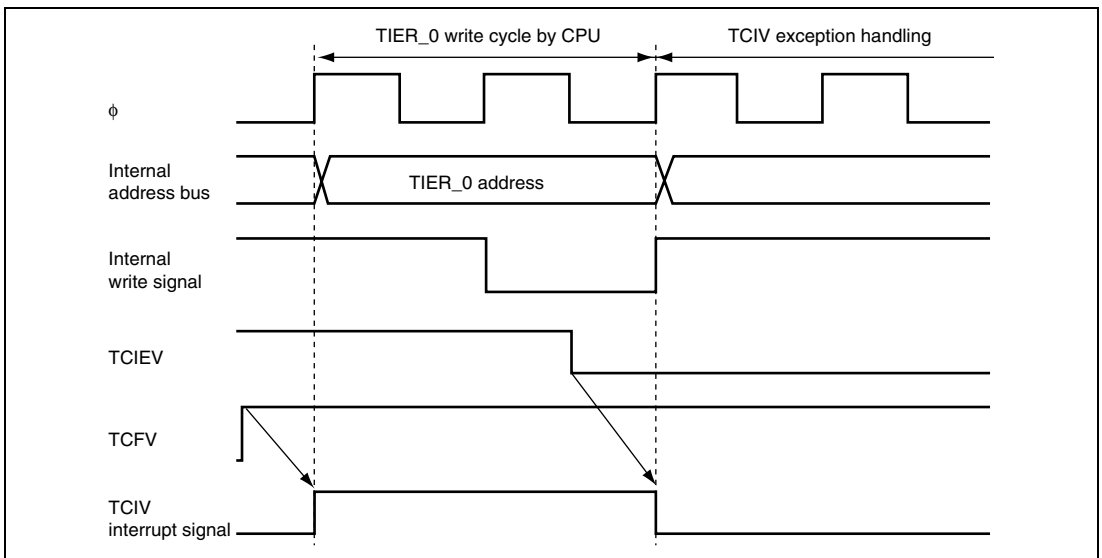 TIER_0 write cycle by CPU
TCIV exception handling
φ
Internal
address bus
TIER_0 address
Internal
write signal
TCIEV
TCFV
TCIV
interrupt signal